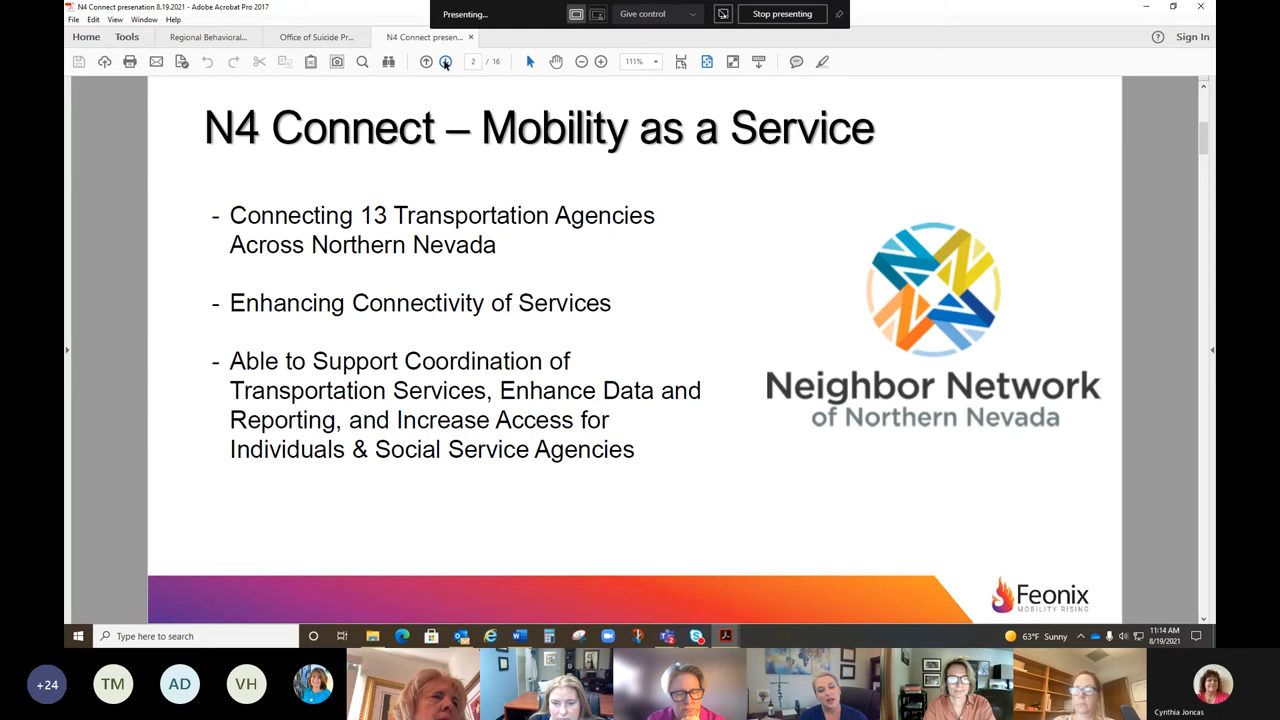 N4 Connect presenation 8.19.2021 - Adobe Acrobat Pro 2017
Presenting...
Give control
Stop presenting
File Edit View Window Help
Home Tools Regional Behavioral... Office of Suicide Pr... N4 Connect presen... × ? Sign In
2 / 16 111%
N4 Connect – Mobility as a Service
- Connecting 13 Transportation Agencies
Across Northern Nevada
- Enhancing Connectivity of Services
- Able to Support Coordination of
Transportation Services, Enhance Data and
Reporting, and Increase Access for
Individuals & Social Service Agencies
Neighbor Network
of Northern Nevada
Feonix
MOBILITY RISING
Type here to search
63°F Sunny
11:14 AM
8/19/2021
+24 TM AD VH
Cynthia Joncas